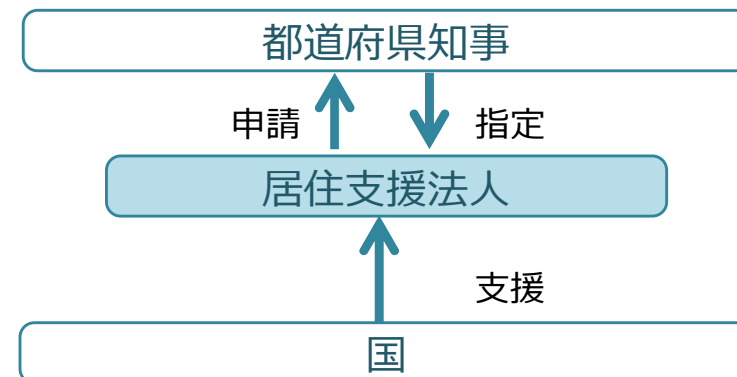 都道府県知事
申請
指定
居住支援法人
支援
国